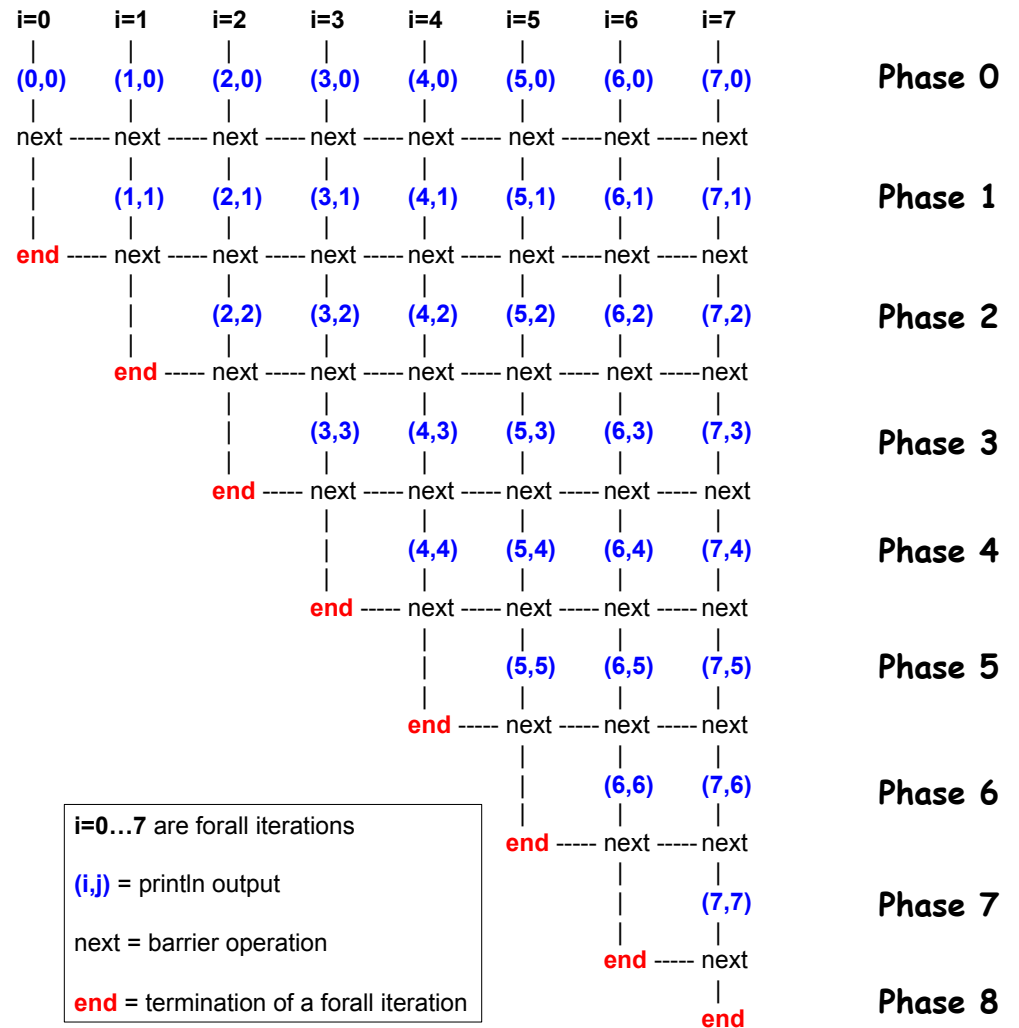 i=0 i=1 i=2 i=3 i=4 i=5 i=6 i=7
(0,0) (1,0) (2,0) (3,0) (4,0) (5,0) (6,0) (7,0) Phase 0
next ----- next ----- next ----- next ----- next ----- next -----next ----- next
(1,1) (2,1) (3,1) (4,1) (5,1) (6,1) (7,1) Phase 1
end ----- next ----- next ----- next ----- next ----- next -----next ----- next
(2,2) (3,2) (4,2) (5,2) (6,2) (7,2) Phase 2
end ----- next ----- next ----- next ----- next ----- next -----next
(3,3) (4,3) (5,3) (6,3) (7,3) Phase 3
end ----- next ----- next ----- next ----- next ----- next
(4,4) (5,4) (6,4) (7,4) Phase 4
end ----- next ----- next ----- next ----- next
(5,5) (6,5) (7,5) Phase 5
end ----- next ----- next ----- next
(6,6) (7,6) Phase 6
end ----- next ----- next
(7,7) Phase 7
end ----- next
end Phase 8
i=0…7 are forall iterations
(i,j) = println output
next = barrier operation
end = termination of a forall iteration